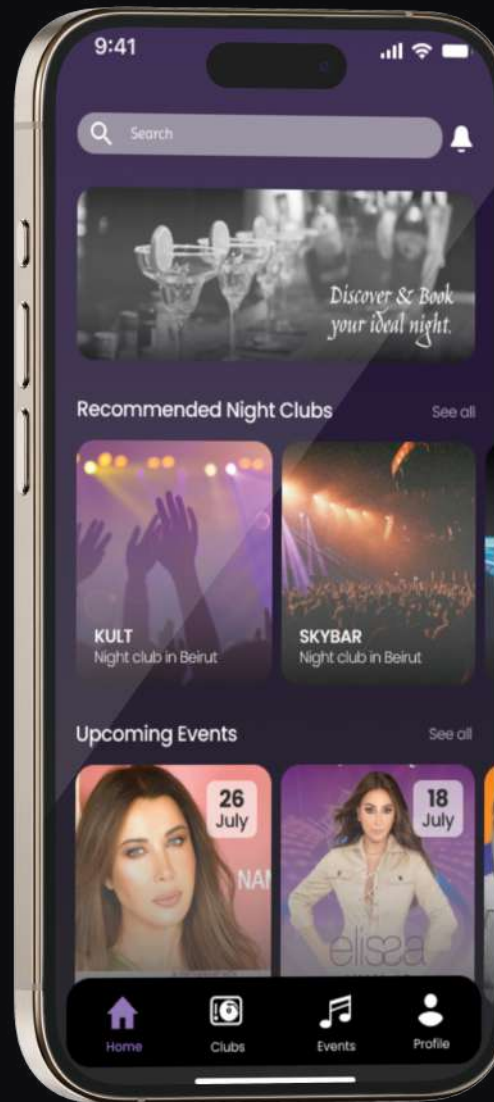 9:41
Search
Discover & Book
your ideal night.
Recommended Night Clubs
See all
KULT
Night club in Beirut
SKYBAR
Night club in Beirut
Upcoming Events
See all
26
July
NAN
18
July
elissa
Home
Clubs
Events
Profile